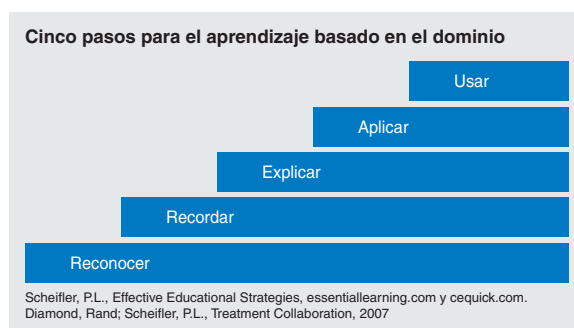 Cinco pasos para el aprendizaje basado en el dominio
Usar
Aplicar
Explicar
Recordar
Reconocer
Scheifler, P.L., Effective Educational Strategies, essentiallearning.com y cequick.com.
Diamond, Rand; Scheifler, P.L., Treatment Collaboration, 2007